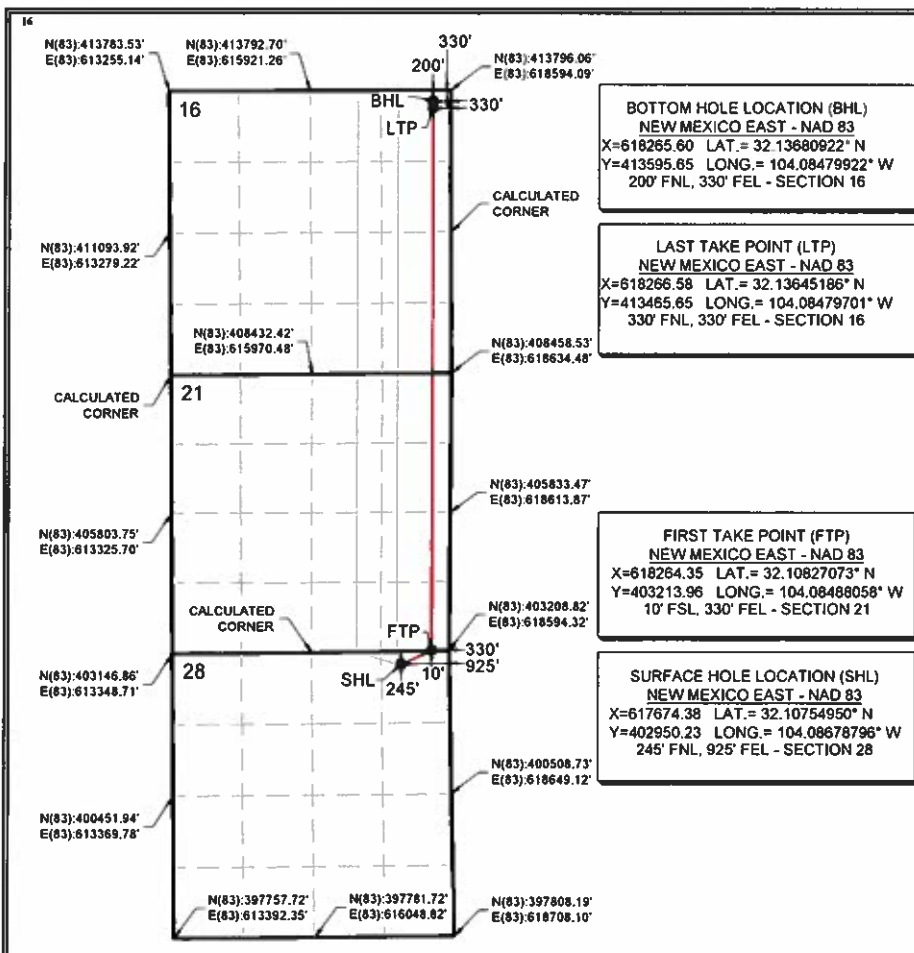 16
N(83):413783.53'
E(83):613255.14'
N(83):413792.70'
E(83):615921.26'
330'
200'
N(83):413796.06'
E(83):618594.09'
16
BHL
330'
LTP
CALCULATED
CORNER
N(83):411093.92'
E(83):613279.22'
N(83):408432.42'
E(83):615970.48'
N(83):408458.53'
E(83):618634.48'
CALCULATED
CORNER
21
N(83):405833.47'
E(83):618613.87'
N(83):405803.75'
E(83):613325.70'
CALCULATED
CORNER
FTP
N(83):403208.82'
E(83):618594.32'
330'
N(83):403146.86'
E(83):613348.71'
28
SHL
245'
10'
925'
N(83):400508.73'
E(83):618649.12'
N(83):400451.94'
E(83):613369.78'
N(83):397757.72'
E(83):613392.35'
N(83):397781.72'
E(83):616048.82'
N(83):397808.19'
E(83):618708.10'
BOTTOM HOLE LOCATION (BHL)
NEW MEXICO EAST - NAD 83
X=618265.60 LAT.= 32.13680922° N
Y=413595.65 LONG.= 104.08479922° W
200' FNL, 330' FEL - SECTION 16
LAST TAKE POINT (LTP)
NEW MEXICO EAST - NAD 83
X=618266.58 LAT.= 32.13645186° N
Y=413465.65 LONG.= 104.08479701° W
330' FNL, 330' FEL - SECTION 16
FIRST TAKE POINT (FTP)
NEW MEXICO EAST - NAD 83
X=618264.35 LAT.= 32.10827073° N
Y=403213.96 LONG.= 104.08488058° W
10' FSL, 330' FEL - SECTION 21
SURFACE HOLE LOCATION (SHL)
NEW MEXICO EAST - NAD 83
X=617674.38 LAT.= 32.10754950° N
Y=402950.23 LONG.= 104.08678796° W
245' FNL, 925' FEL - SECTION 28